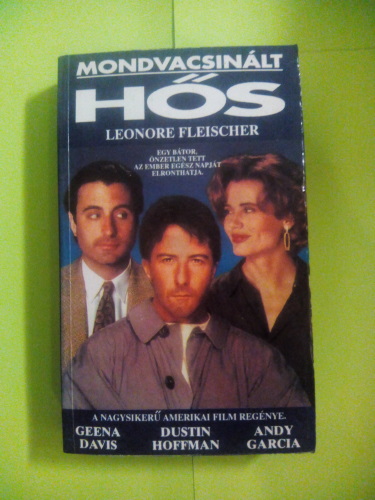 MONDVACSINÁLT
HŐS
LEONORE FLEISCHER
EGY BÁTOR,
ÖNZETLEN TETT
AZ EMBER EGÉSZ NAPJÁT
ELRONTHATJA.
A NAGYSIKERŰ AMERIKAI FILM REGÉNYE.
GEENA DUSTIN ANDY
DAVIS HOFFMAN GARCIA